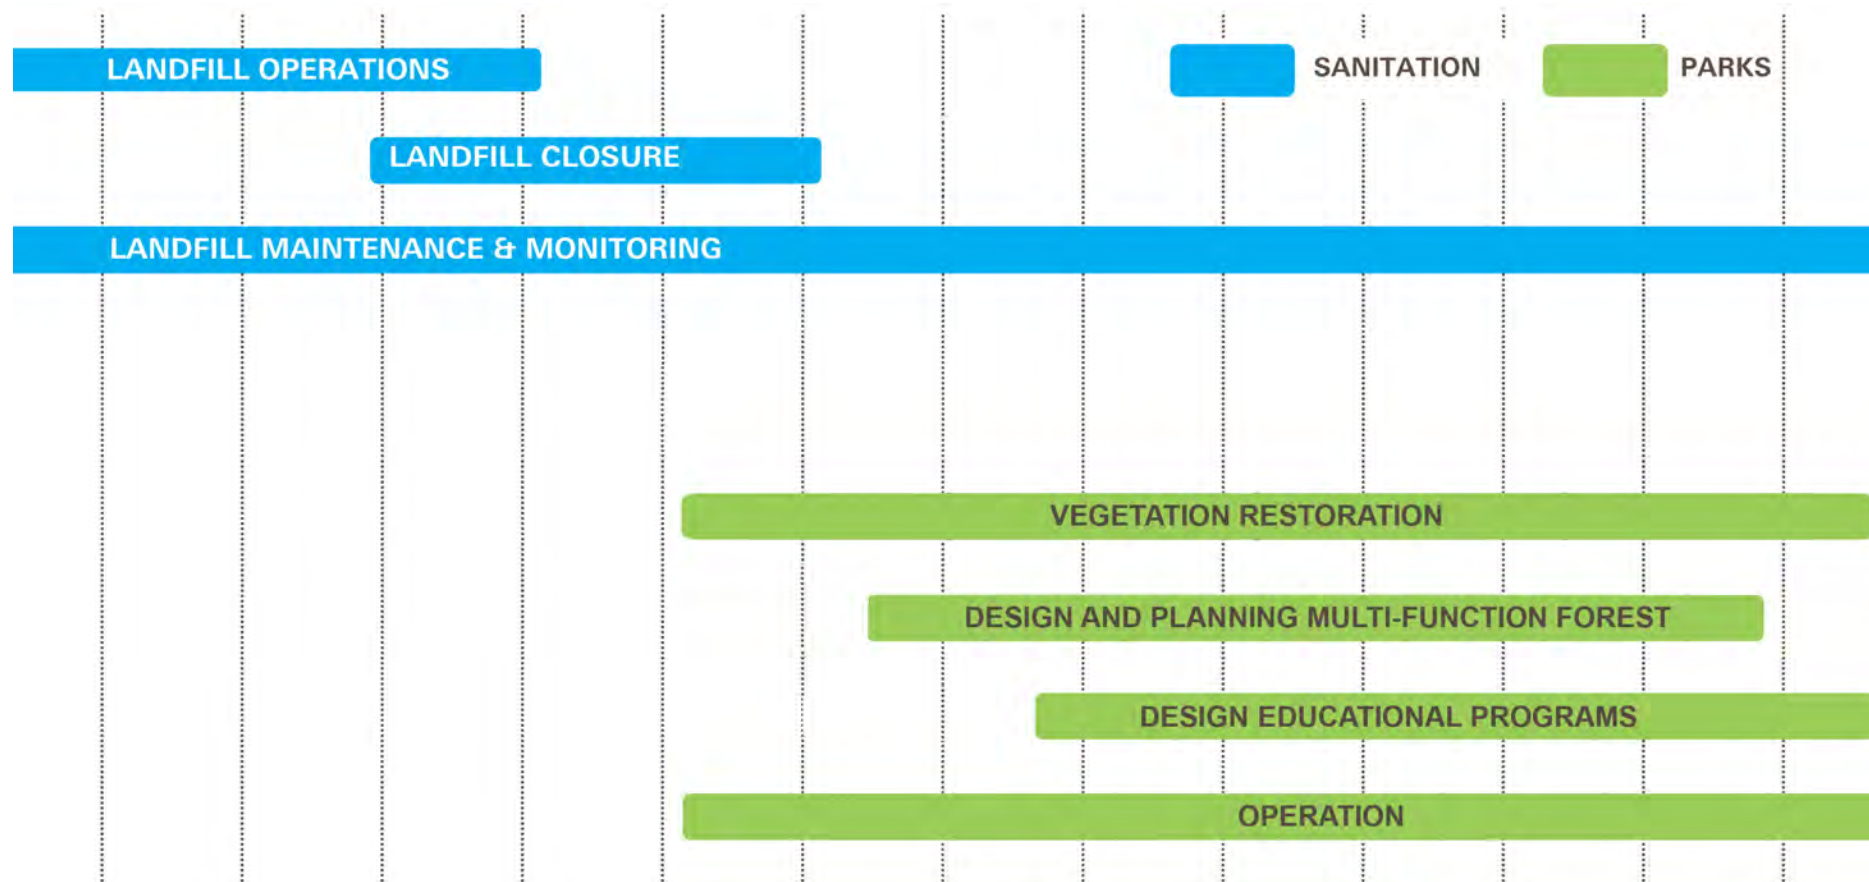 LANDFILL OPERATIONS
SANITATION
PARKS
LANDFILL CLOSURE
LANDFILL MAINTENANCE & MONITORING
VEGETATION RESTORATION
DESIGN AND PLANNING MULTI-FUNCTION FOREST
DESIGN EDUCATIONAL PROGRAMS
OPERATION